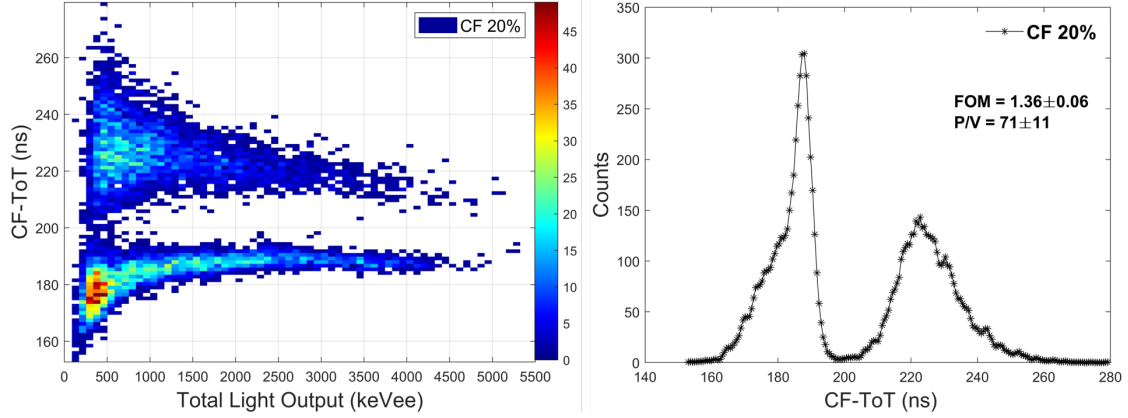 CF 20%
CF-ToT (ns)
260
240
220
200
180
160
0 500 1000 1500 2000 2500 3000 3500 4000 4500 5000 5500
Total Light Output (keVee)
45
40
35
30
25
20
15
10
5
0
CF 20%
FOM = 1.36±0.06
P/V = 71±11
Counts
350
300
250
200
150
100
50
0
140 160 180 200 220 240 260 280
CF-ToT (ns)